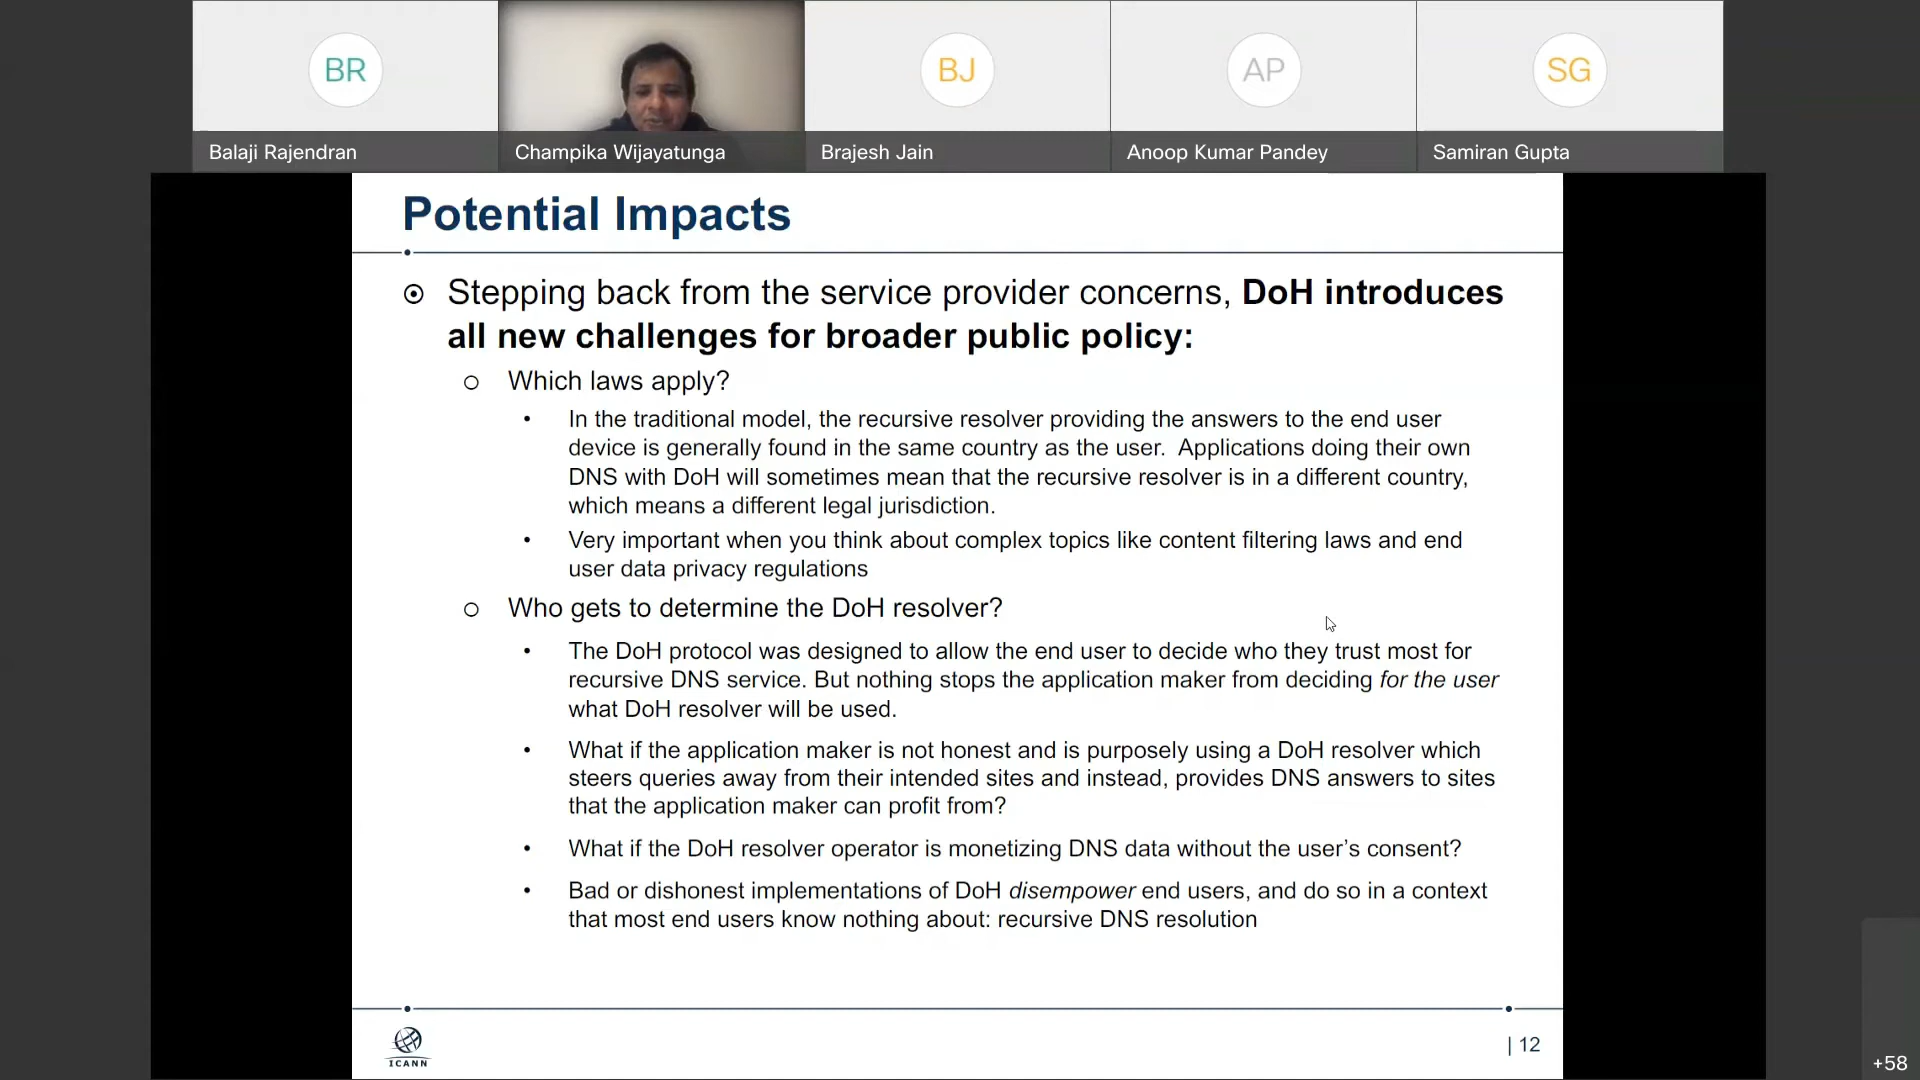 BR
BJ
AP
SG
Balaji Rajendran
Champika Wijayatunga
Brajesh Jain
Anoop Kumar Pandey
Samiran Gupta
Potential Impacts
Stepping back from the service provider concerns, DoH introduces
all new challenges for broader public policy:
Which laws apply?
In the traditional model, the recursive resolver providing the answers to the end user
device is generally found in the same country as the user.  Applications doing their own
DNS with DoH will sometimes mean that the recursive resolver is in a different country,
which means a different legal jurisdiction.
Very important when you think about complex topics like content filtering laws and end
user data privacy regulations
Who gets to determine the DoH resolver?
The DoH protocol was designed to allow the end user to decide who they trust most for
recursive DNS service. But nothing stops the application maker from deciding for the user
what DoH resolver will be used.
What if the application maker is not honest and is purposely using a DoH resolver which
steers queries away from their intended sites and instead, provides DNS answers to sites
that the application maker can profit from?
What if the DoH resolver operator is monetizing DNS data without the user’s consent?
Bad or dishonest implementations of DoH disempower end users, and do so in a context
that most end users know nothing about: recursive DNS resolution
ICANN
| 12
+58